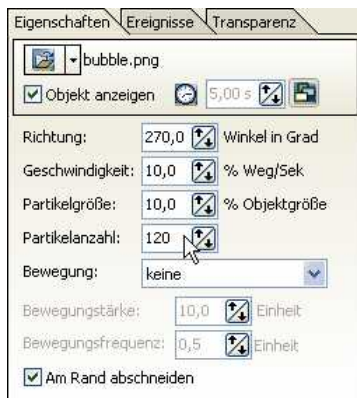 Eigenschaften Ereignisse Transparenz
bubble.png
Objekt anzeigen 5,00 s
Richtung: 270,0 Winkel in Grad
Geschwindigkeit: 10,0 % Weg/Sek
Partikelgröße: 10,0 % Objektgröße
Partikelanzahl: 120
Bewegung: keine
Bewegungstärke: 10,0 Einheit
Bewegungsfrequenz: 0,5 Einheit
Am Rand abschneiden